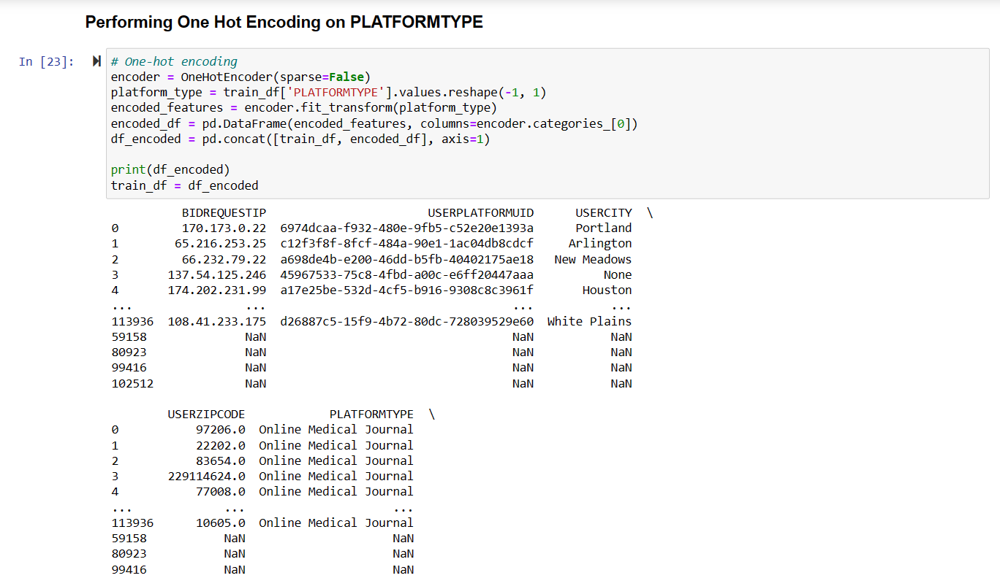 Performing One Hot Encoding on PLATFORMTYPE
In [23]:
# One-hot encoding
encoder = OneHotEncoder(sparse=False)
platform_type = train_df['PLATFORMTYPE'].values.reshape(-1, 1)
encoded_features = encoder.fit_transform(platform_type)
encoded_df = pd.DataFrame(encoded_features, columns=encoder.categories_[0])
df_encoded = pd.concat([train_df, encoded_df], axis=1)

print(df_encoded)
train_df = df_encoded
          BIDREQUESTIP                       USERPLATFORMUID      USERCITY  \
0         170.173.0.22  6974dcaa-f932-480e-9fb5-c52e20e1393a      Portland
1        65.216.253.25  c12f3f8f-8fcf-484a-90e1-1ac04db8cdcf     Arlington
2         66.232.79.22  a698de4b-e200-46dd-b5fb-40402175ae18   New Meadows
3       137.54.125.246  45967533-75c8-4fbd-a00c-e6ff20447aaa          None
4       174.202.231.99  a17e25be-532d-4cf5-b916-9308c8c3961f       Houston
...                ...                                   ...           ...
113936  108.41.233.175  d26887c5-15f9-4b72-80dc-728039529e60  White Plains
59158              NaN                                   NaN           NaN
80923              NaN                                   NaN           NaN
99416              NaN                                   NaN           NaN
102512             NaN                                   NaN           NaN

        USERZIPCODE            PLATFORMTYPE  \
0           97206.0  Online Medical Journal
1           22202.0  Online Medical Journal
2           83654.0  Online Medical Journal
3       229114624.0  Online Medical Journal
4           77008.0  Online Medical Journal
...             ...                     ...
113936      10605.0  Online Medical Journal
59158           NaN                     NaN
80923           NaN                     NaN
99416           NaN                     NaN